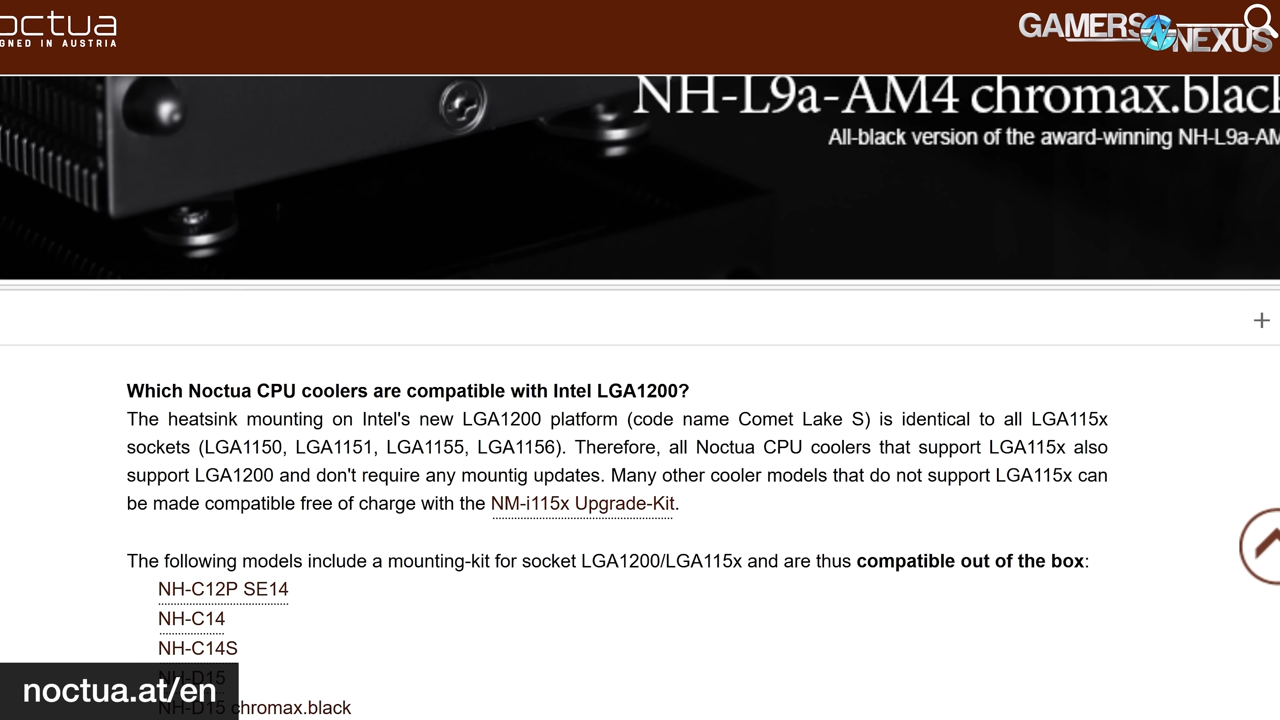 octua
GNED IN AUSTRIA
GAMERS NEXUS
NH-L9a-AM4 chromax.black
All-black version of the award-winning NH-L9a-AM
Which Noctua CPU coolers are compatible with Intel LGA1200?
The heatsink mounting on Intel's new LGA1200 platform (code name Comet Lake S) is identical to all LGA115x
sockets (LGA1150, LGA1151, LGA1155, LGA1156). Therefore, all Noctua CPU coolers that support LGA115x also
support LGA1200 and don't require any mountig updates. Many other cooler models that do not support LGA115x can
be made compatible free of charge with the NM-i115x Upgrade-Kit.
The following models include a mounting-kit for socket LGA1200/LGA115x and are thus compatible out of the box:
NH-C12P SE14
NH-C14
NH-C14S
NH-D15
NH-D15 chromax.black
noctua.at/en